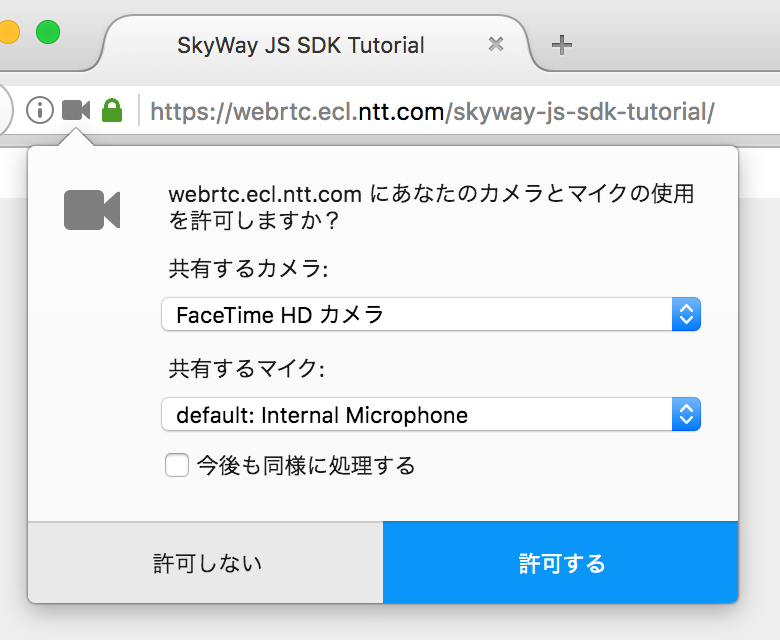 SkyWay JS SDK Tutorial
https://webrtc.ecl.ntt.com/skyway-js-sdk-tutorial/
webrtc.ecl.ntt.com にあなたのカメラとマイクの使用
を許可しますか？
共有するカメラ:
FaceTime HD カメラ
共有するマイク:
default: Internal Microphone
今後も同様に処理する
許可しない
許可する